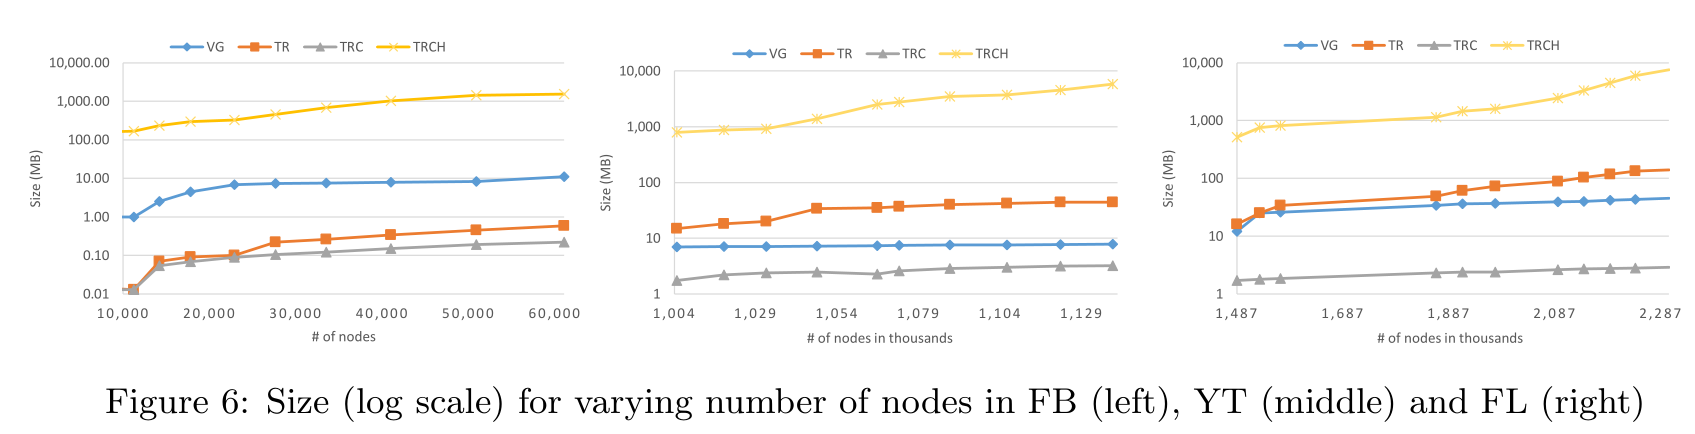 VG TR TRC TRCH
10,000.00
1,000.00
100.00
10.00
1.00
0.10
0.01
Size (MB)
10,000 20,000 30,000 40,000 50,000 60,000
# of nodes
VG TR TRC TRCH
10,000
1,000
100
10
1
Size (MB)
1,004 1,029 1,054 1,079 1,104 1,129
# of nodes in thousands
VG TR TRC TRCH
10,000
1,000
100
10
1
Size (MB)
1,487 1,687 1,887 2,087 2,287
# of nodes in thousands
Figure 6: Size (log scale) for varying number of nodes in FB (left), YT (middle) and FL (right)